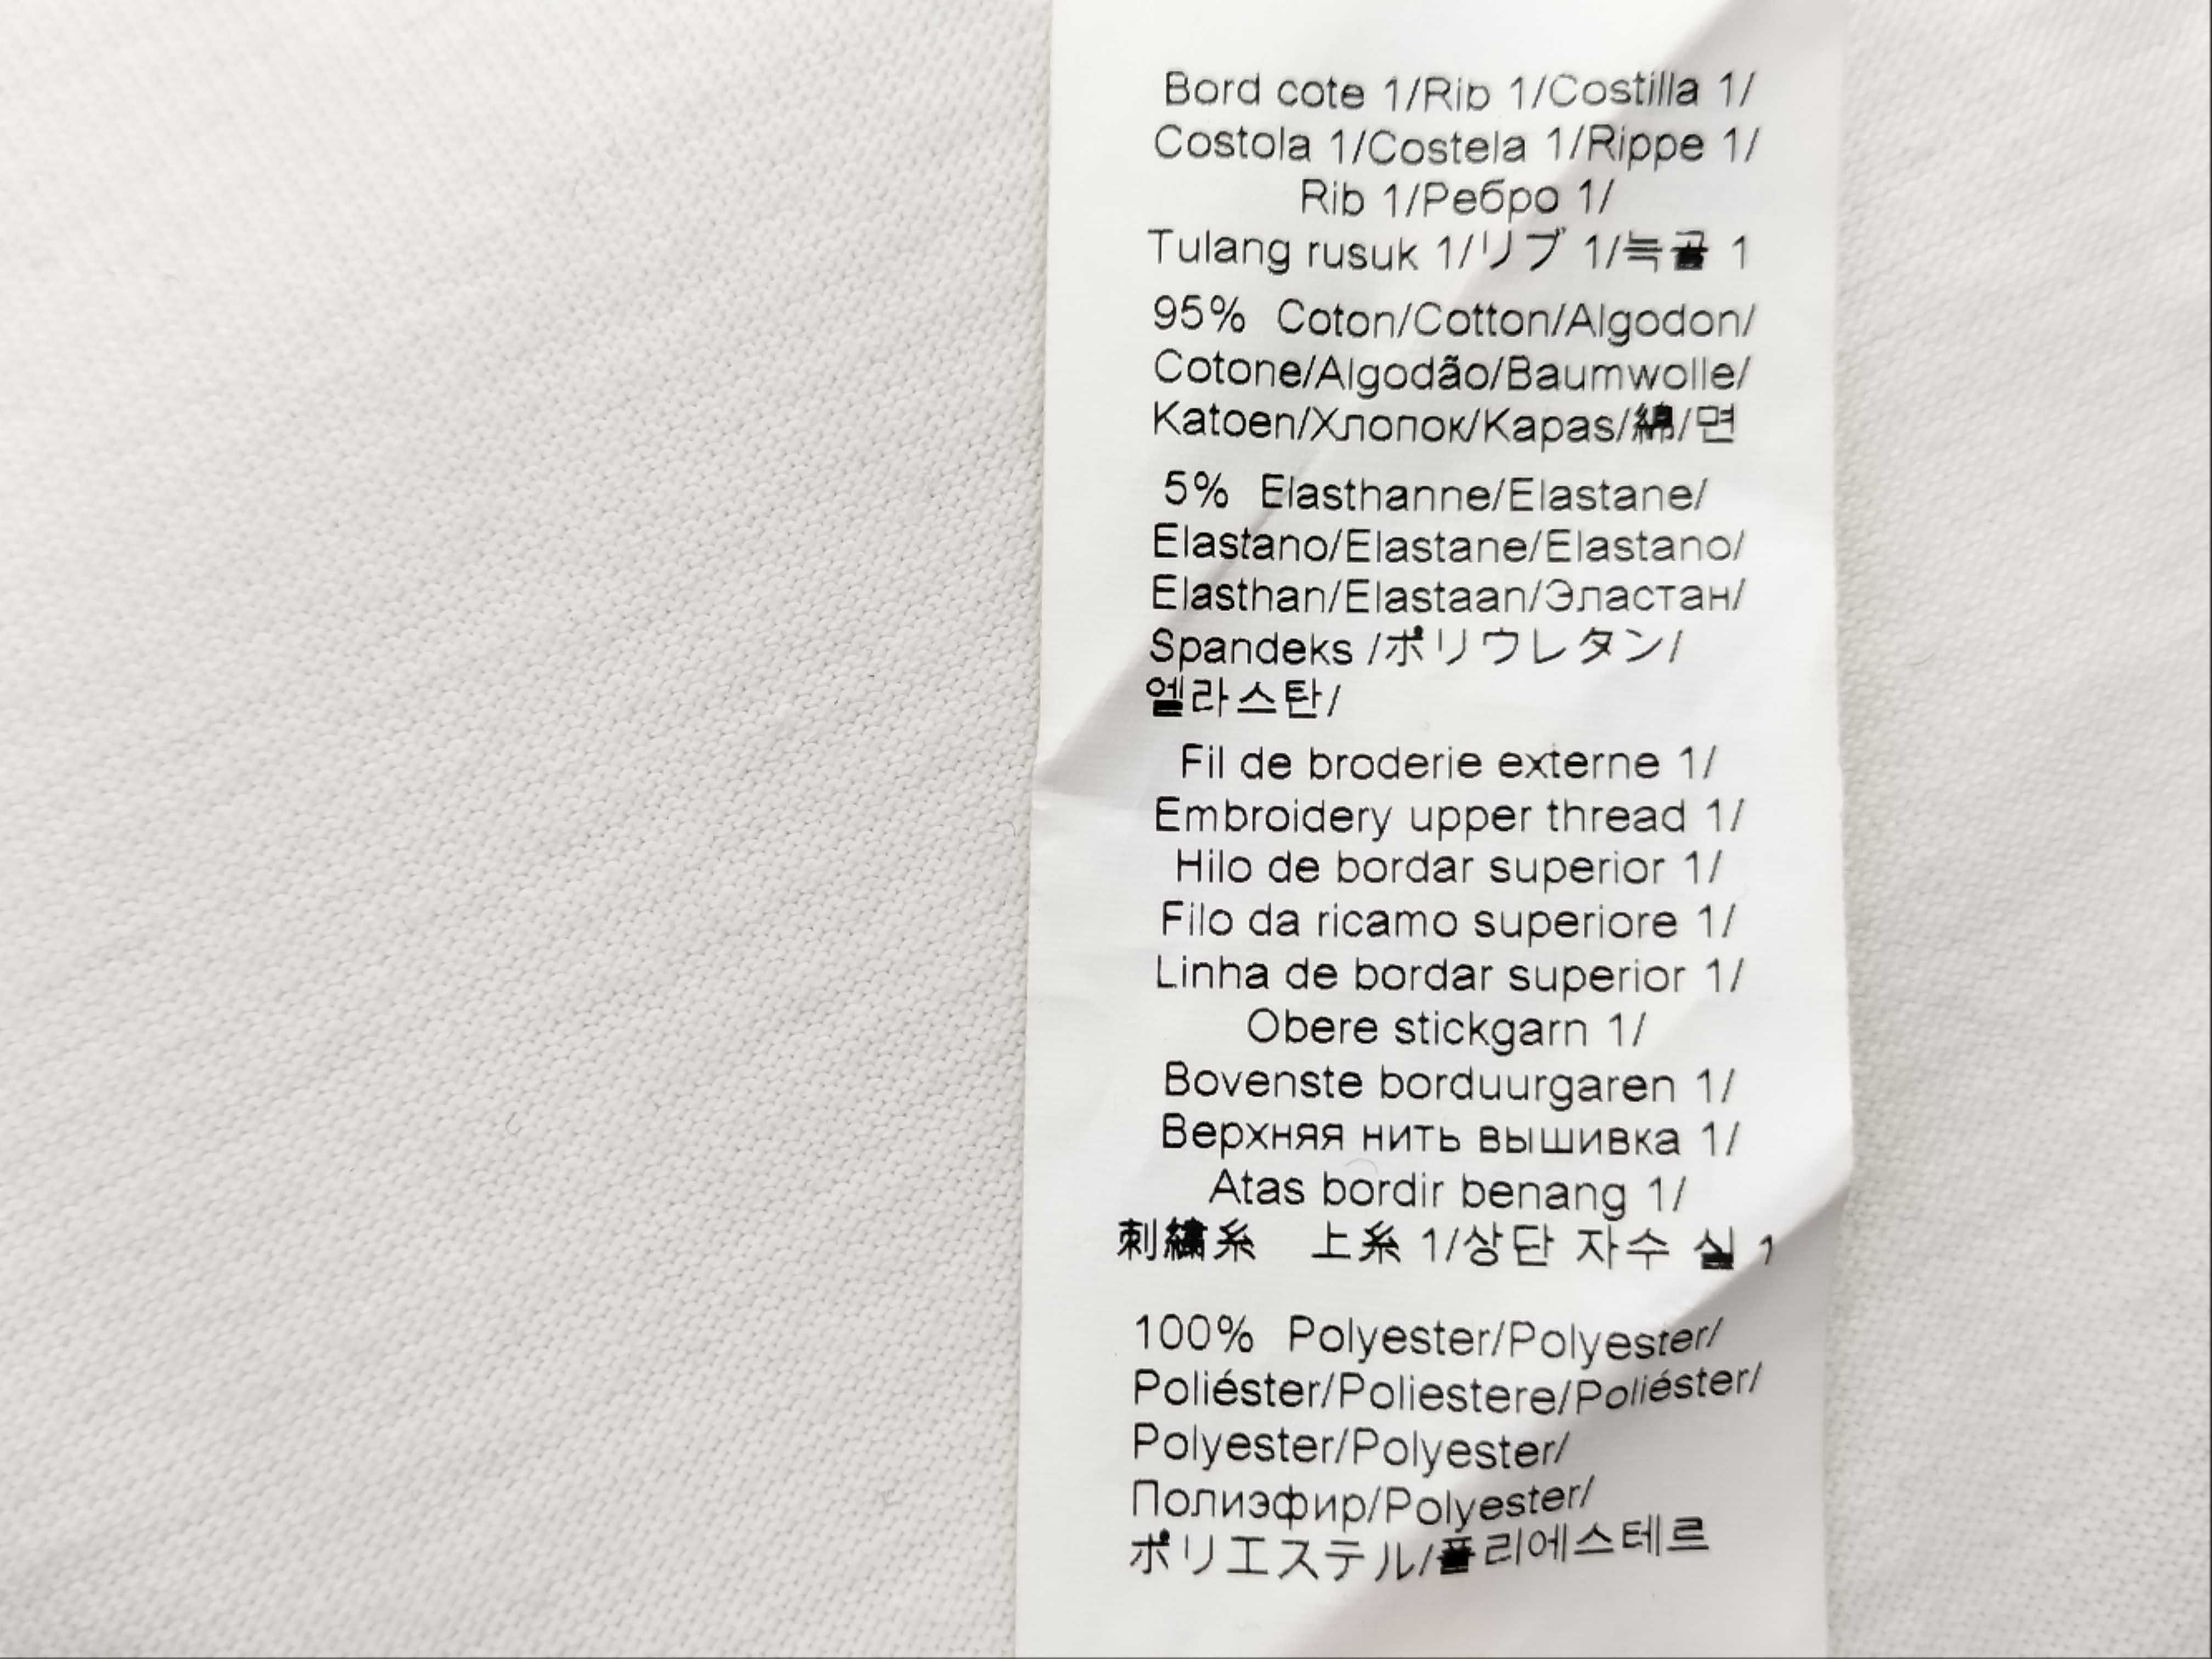 Bord cote 1/Rib 1/Costilla 1/
Costola 1/Costela 1/Rippe 1/
Rib 1/Ребро 1/
Tulang rusuk 1/リブ 1/늑골 1
95% Coton/Cotton/Algodon/
Cotone/Algodão/Baumwolle/
Katoen/Хлопок/Kapas/綿/면
5% Elasthanne/Elastane/
Elastano/Elastane/Elastano/
Elasthan/Elastaan/Эластан/
Spandeks /ポリウレタン/
엘라스탄/
Fil de broderie externe 1/
Embroidery upper thread 1/
Hilo de bordar superior 1/
Filo da ricamo superiore 1/
Linha de bordar superior 1/
Obere stickgarn 1/
Bovenste borduurgaren 1/
Верхняя нить вышивка 1/
Atas bordir benang 1/
刺繍糸　上糸 1/상단 자수 실 1
100% Polyester/Polyester/
Poliéster/Poliestere/Poliéster/
Polyester/Polyester/
Полиэфир/Polyester/
ポリエステル/폴리에스테르